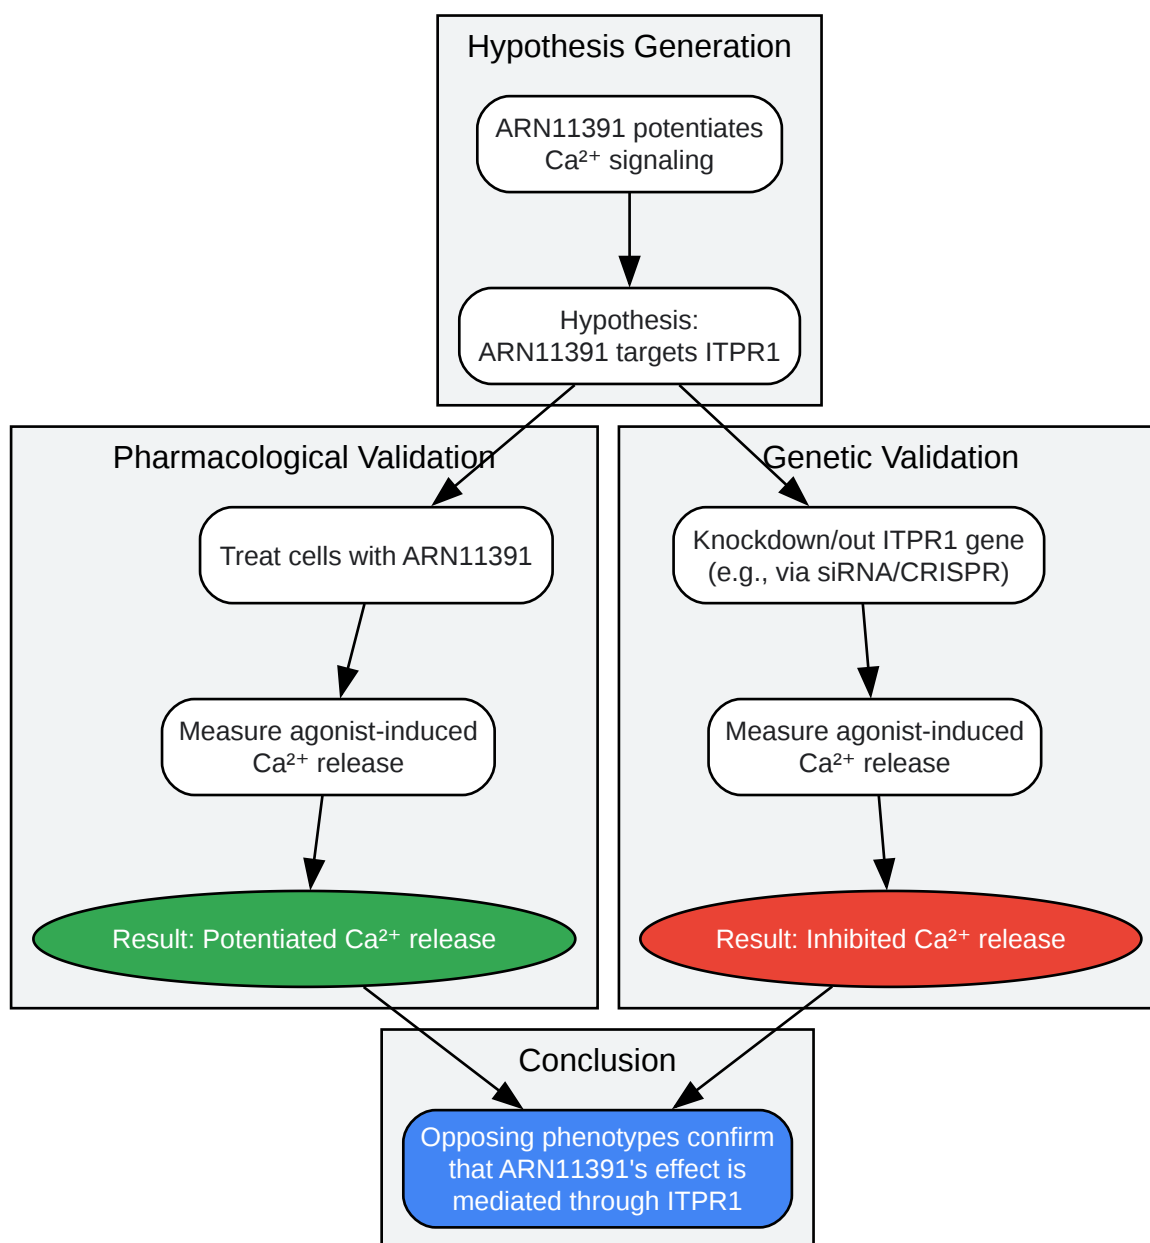 Hypothesis Generation
ARN11391 potentiates
Ca²⁺ signaling
Hypothesis:
ARN11391 targets ITPR1
Pharmacological Validation
Treat cells with ARN11391
Measure agonist-induced
Ca²⁺ release
Result: Potentiated Ca²⁺ release
Genetic Validation
Knockdown/out ITPR1 gene
(e.g., via siRNA/CRISPR)
Measure agonist-induced
Ca²⁺ release
Result: Inhibited Ca²⁺ release
Conclusion
Opposing phenotypes confirm
that ARN11391's effect is
mediated through ITPR1